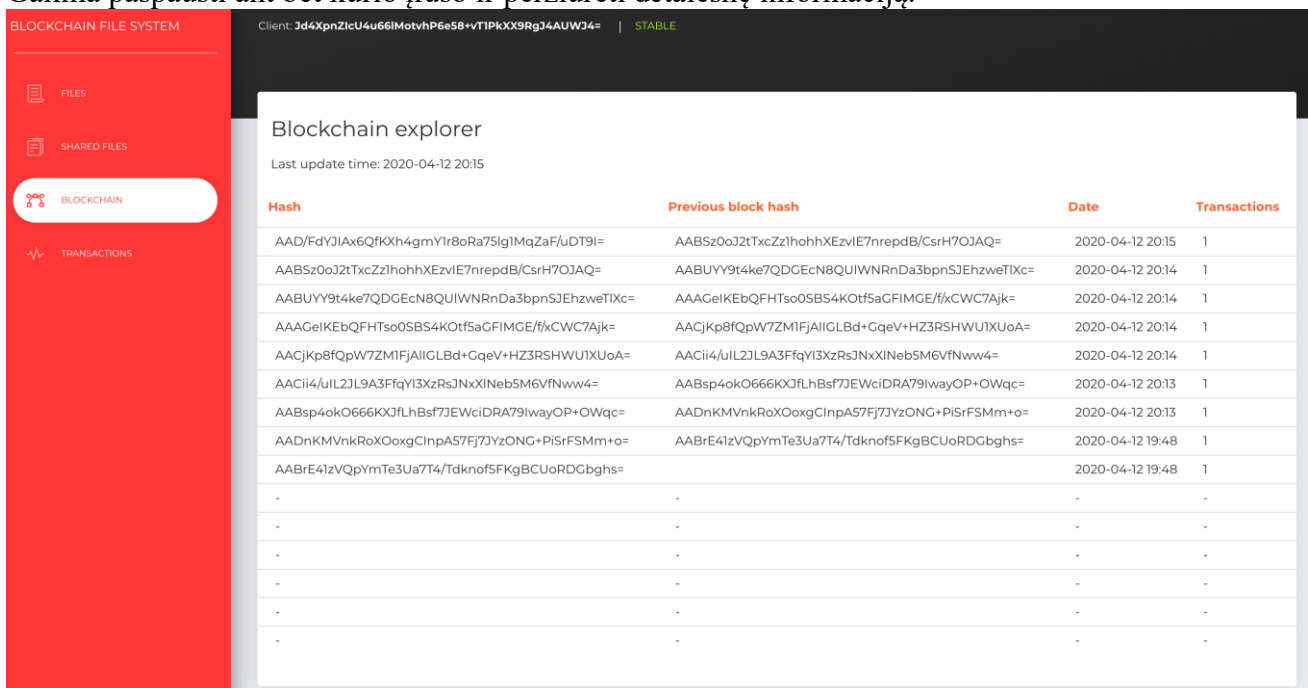 Galima paspausti ant bet kurio įrašo ir peržiūrėti detalesnę informaciją.
BLOCKCHAIN FILE SYSTEM
Client: Jd4XpnZIcU4u66lMotvhP6e58+vT1PkXX9RgJ4AUWJ4= | STABLE
FILES
SHARED FILES
BLOCKCHAIN
TRANSACTIONS
Blockchain explorer
Last update time: 2020-04-12 20:15
Hash Previous block hash Date Transactions
AAD/FdYJIAx6QfKXh4gmY1r8oRa75lg1MqZaF/uDT9I= AABSz0oJ2tTxcZz1hohhXEzvIE7nrepdB/CsrH7OJAQ= 2020-04-12 20:15 1
AABSz0oJ2tTxcZz1hohhXEzvIE7nrepdB/CsrH7OJAQ= AABUYY9t4ke7QDGEcN8QUlWNRnDa3bpnSJEhzweTlXc= 2020-04-12 20:14 1
AABUYY9t4ke7QDGEcN8QUlWNRnDa3bpnSJEhzweTlXc= AAAGeIKEbQFHTso0SBS4KOtf5aGFIMGE/f/xCWC7Ajk= 2020-04-12 20:14 1
AAAGeIKEbQFHTso0SBS4KOtf5aGFIMGE/f/xCWC7Ajk= AACjKp8fQpW7ZM1FjAlIGLBd+GqeV+HZ3RSHWU1XUoA= 2020-04-12 20:14 1
AACjKp8fQpW7ZM1FjAlIGLBd+GqeV+HZ3RSHWU1XUoA= AACii4/uIL2JL9A3FfqYI3XzRsJNxXlNeb5M6VfNww4= 2020-04-12 20:14 1
AACii4/uIL2JL9A3FfqYI3XzRsJNxXlNeb5M6VfNww4= AABsp4okO666KXJfLhBsf7JEWciDRA79IwayOP+OWqc= 2020-04-12 20:13 1
AABsp4okO666KXJfLhBsf7JEWciDRA79IwayOP+OWqc= AADnKMVnkRoXOoxgCInpA57Fj7JYzONG+PiSrFSMm+o= 2020-04-12 20:13 1
AADnKMVnkRoXOoxgCInpA57Fj7JYzONG+PiSrFSMm+o= AABrE41zVQpYmTe3Ua7T4/Tdknof5FKgBCUoRDGbghs= 2020-04-12 19:48 1
AABrE41zVQpYmTe3Ua7T4/Tdknof5FKgBCUoRDGbghs= 2020-04-12 19:48 1
- - - -
- - - -
- - - -
- - - -
- - - -
- - - -